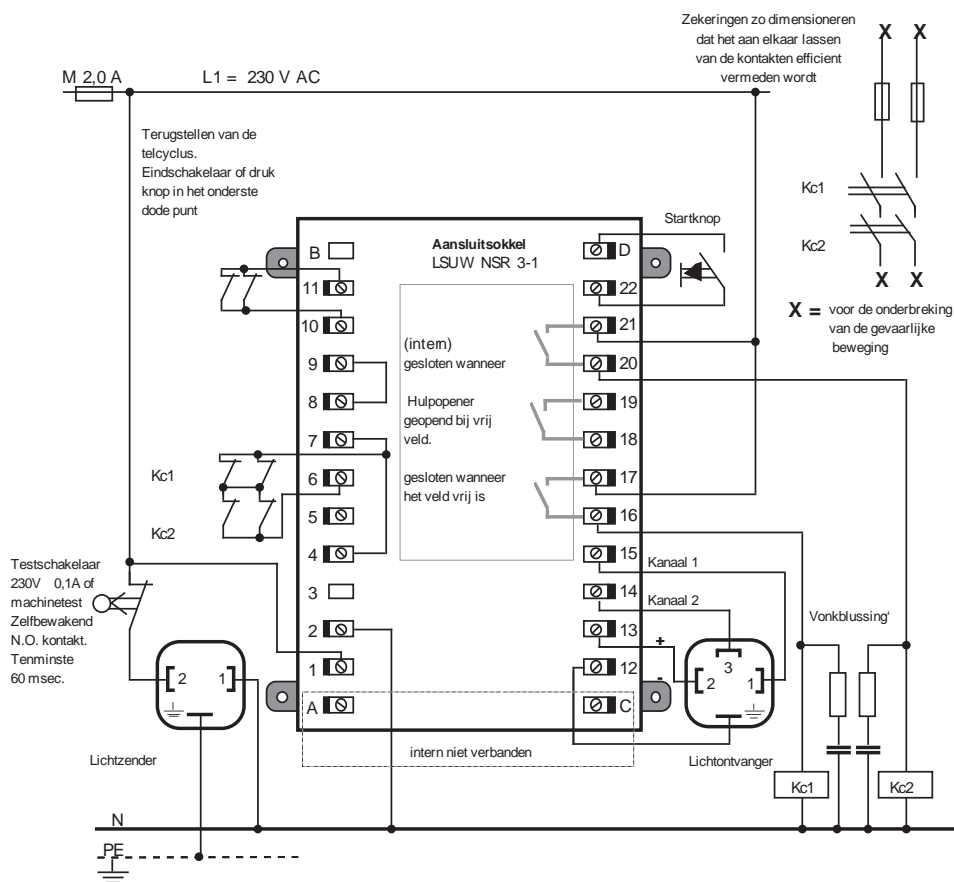 Zekeringen zo dimensioneren
dat het aan elkaar lassen
van de kontakten efficient
vermeden wordt
X X
M 2,0 A
L1 = 230 V AC
Terugstellen van de
telcyclus.
Eindschakelaar of druk
knop in het onderste
dode punt
Kc1
Kc2
X X
X = voor de onderbreking
van de gevaarlijke
beweging
Startknop
Aansluitsokkel
LSUW NSR 3-1
B
11
10
9
8
7
6
5
4
3
2
1
A
D
22
21
20
19
18
17
16
15
14
13
12
C
(intern)
gesloten wanneer
Hulpopener
geopend bij vrij
veld.
gesloten wanneer
het veld vrij is
Kc1
Kc2
Testschakelaar
230V 0,1A of
machinetest
Zelfbewakend
N.O. kontakt.
Tenminste
60 msec.
2 1
Lichtzender
Kanaal 1
Kanaal 2
+
-
3
2 1
Lichtontvanger
Vonkblussing'
intern niet verbanden
Kc1
Kc2
N
PE